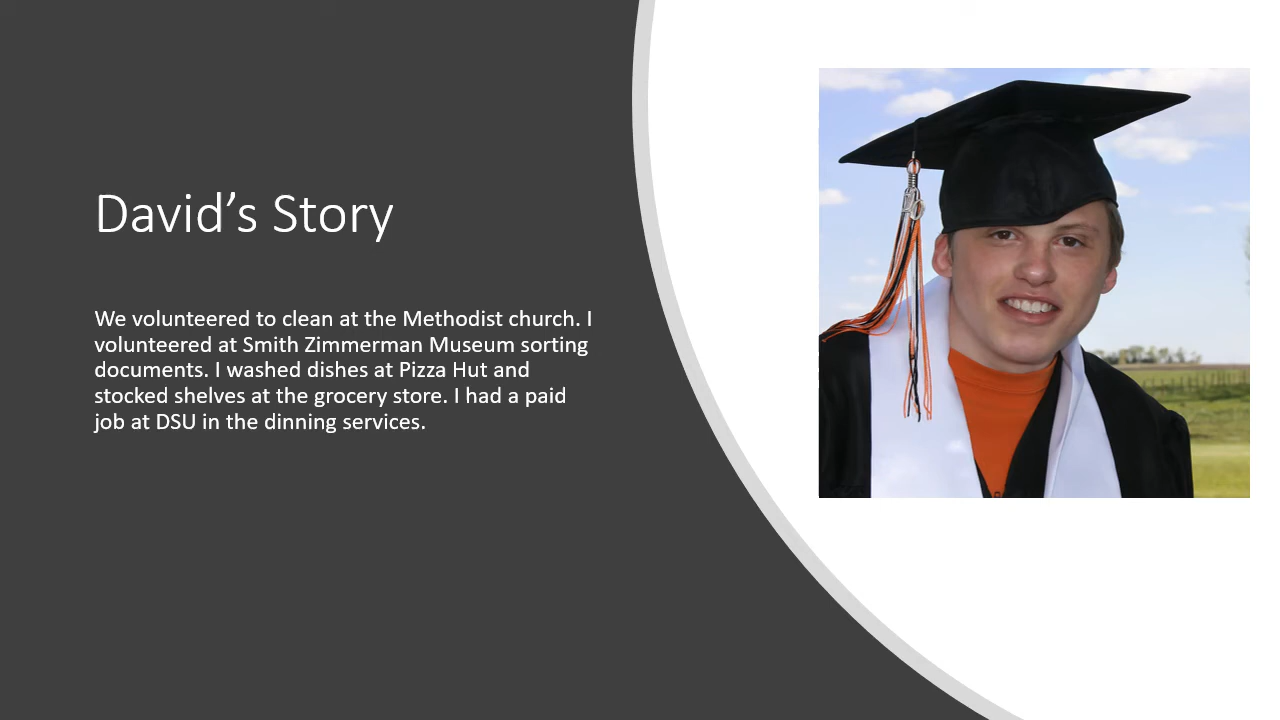 David’s Story
We volunteered to clean at the Methodist church. I
volunteered at Smith Zimmerman Museum sorting
documents. I washed dishes at Pizza Hut and
stocked shelves at the grocery store. I had a paid
job at DSU in the dinning services.